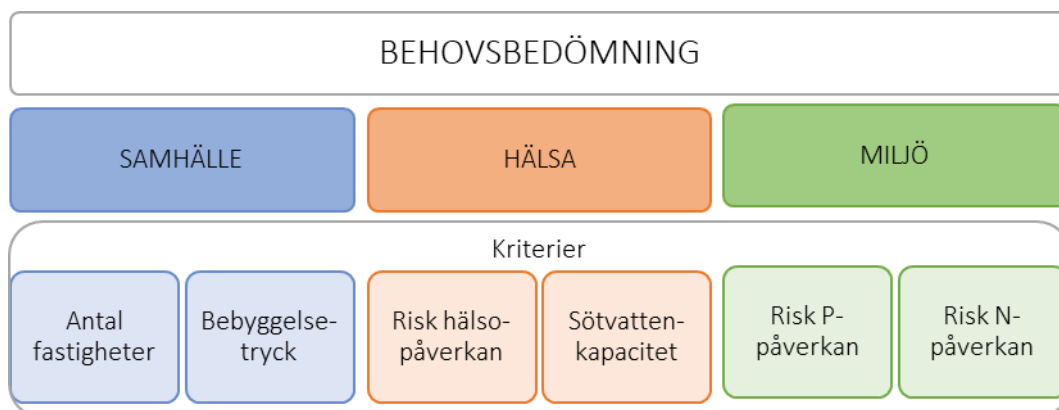 BEHOVSBEDÖMNING
SAMHÄLLE
HÄLSA
MILJÖ
Kriterier
Antal
fastigheter
Bebyggelse-
tryck
Risk hälso-
påverkan
Sötvatten-
kapacitet
Risk P-
påverkan
Risk N-
påverkan